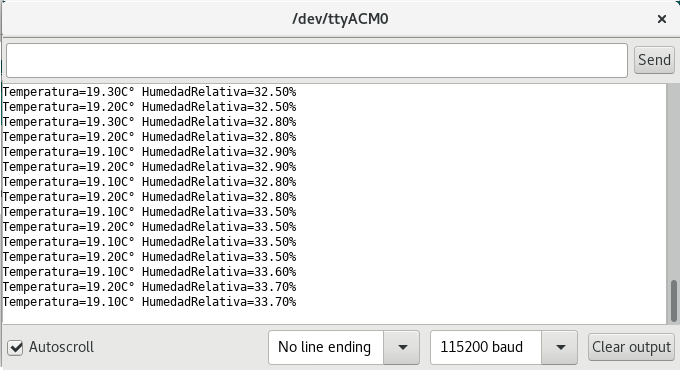 /dev/ttyACM0
Send
Temperatura=19.30C° HumedadRelativa=32.50%
Temperatura=19.20C° HumedadRelativa=32.50%
Temperatura=19.30C° HumedadRelativa=32.80%
Temperatura=19.20C° HumedadRelativa=32.80%
Temperatura=19.10C° HumedadRelativa=32.90%
Temperatura=19.20C° HumedadRelativa=32.90%
Temperatura=19.10C° HumedadRelativa=32.80%
Temperatura=19.20C° HumedadRelativa=32.80%
Temperatura=19.10C° HumedadRelativa=33.50%
Temperatura=19.20C° HumedadRelativa=33.50%
Temperatura=19.10C° HumedadRelativa=33.50%
Temperatura=19.20C° HumedadRelativa=33.50%
Temperatura=19.10C° HumedadRelativa=33.60%
Temperatura=19.20C° HumedadRelativa=33.70%
Temperatura=19.10C° HumedadRelativa=33.70%
Autoscroll No line ending 115200 baud Clear output